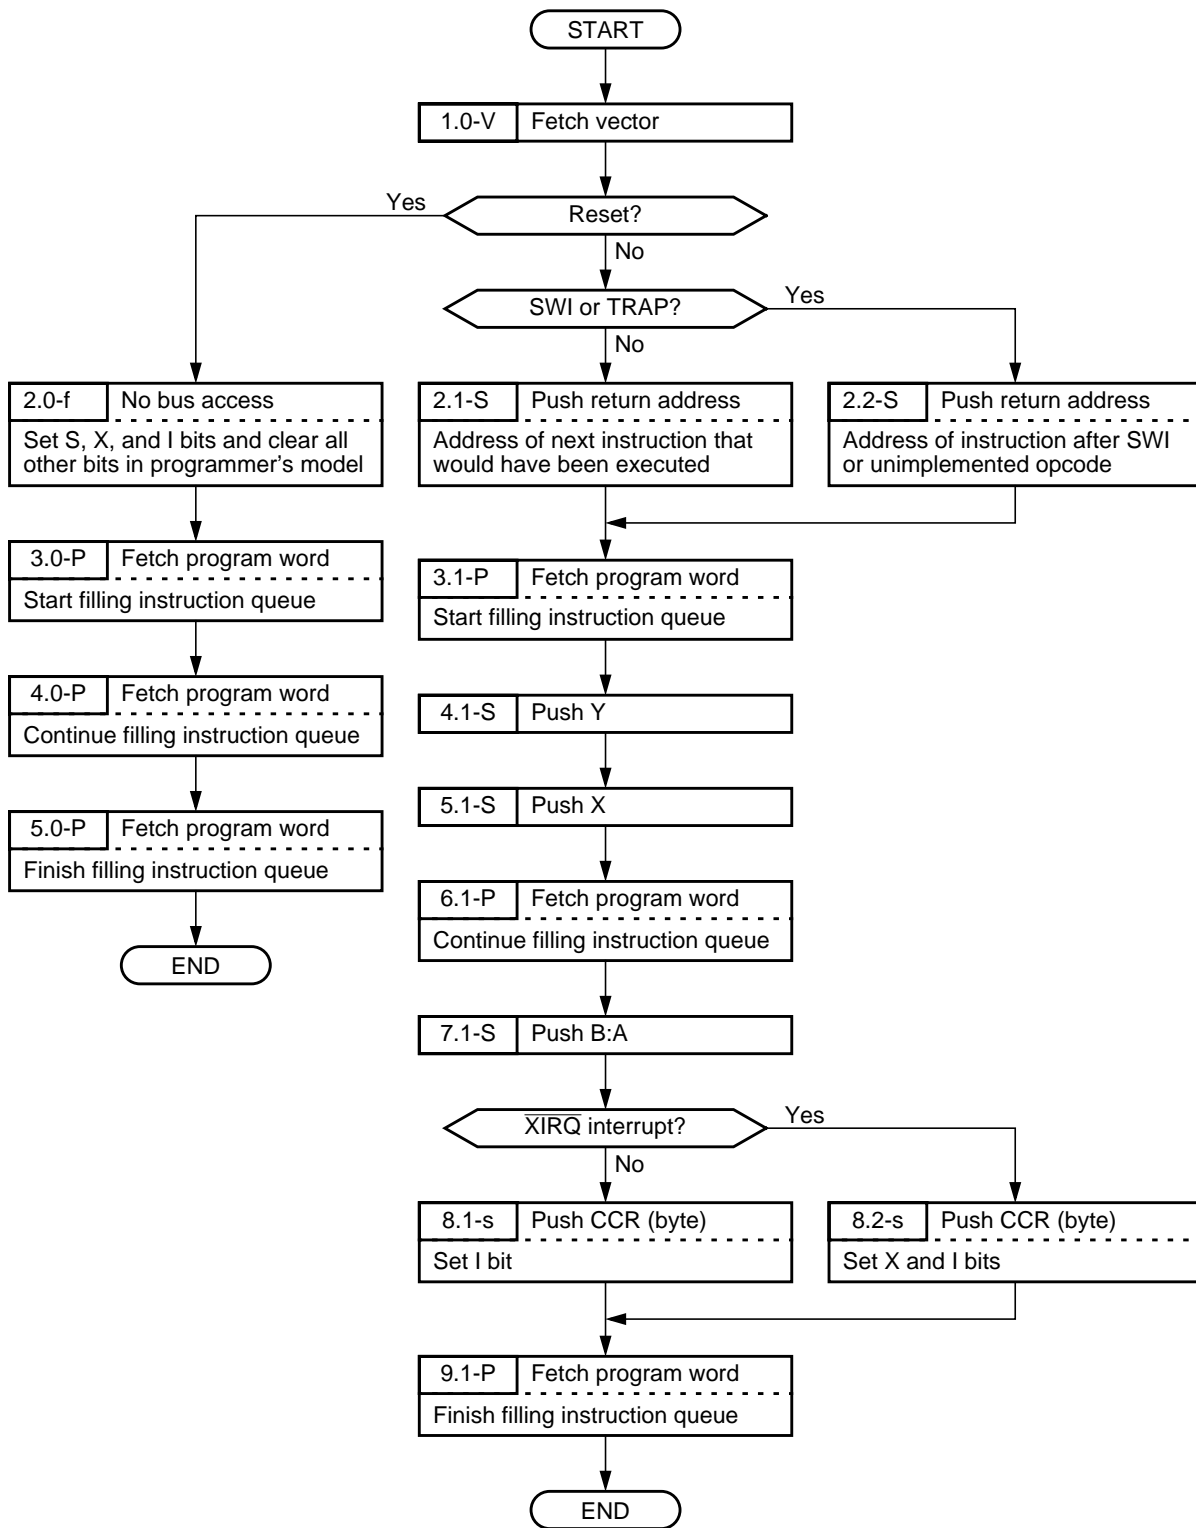 START
1.0-V Fetch vector
Yes
Reset?
No
SWI or TRAP?
Yes
No
2.0-f No bus access
Set S, X, and I bits and clear all
other bits in programmer’s model
2.1-S Push return address
Address of next instruction that
would have been executed
2.2-S Push return address
Address of instruction after SWI
or unimplemented opcode
3.0-P Fetch program word
Start filling instruction queue
3.1-P Fetch program word
Start filling instruction queue
4.0-P Fetch program word
Continue filling instruction queue
4.1-S Push Y
5.1-S Push X
5.0-P Fetch program word
Finish filling instruction queue
6.1-P Fetch program word
Continue filling instruction queue
END
7.1-S Push B:A
XIRQ interrupt?
Yes
No
8.1-s Push CCR (byte)
Set I bit
8.2-s Push CCR (byte)
Set X and I bits
9.1-P Fetch program word
Finish filling instruction queue
END